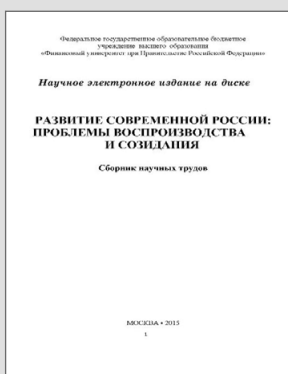 Федеральное государственное образовательное бюджетное
учреждение высшего образования
«Финансовый университет при Правительстве Российской Федерации»
Научное электронное издание на диске
РАЗВИТИЕ СОВРЕМЕННОЙ РОССИИ:
ПРОБЛЕМЫ ВОСПРОИЗВОДСТВА
И СОЗИДАНИЯ
Сборник научных трудов
МОСКВА • 2015
1